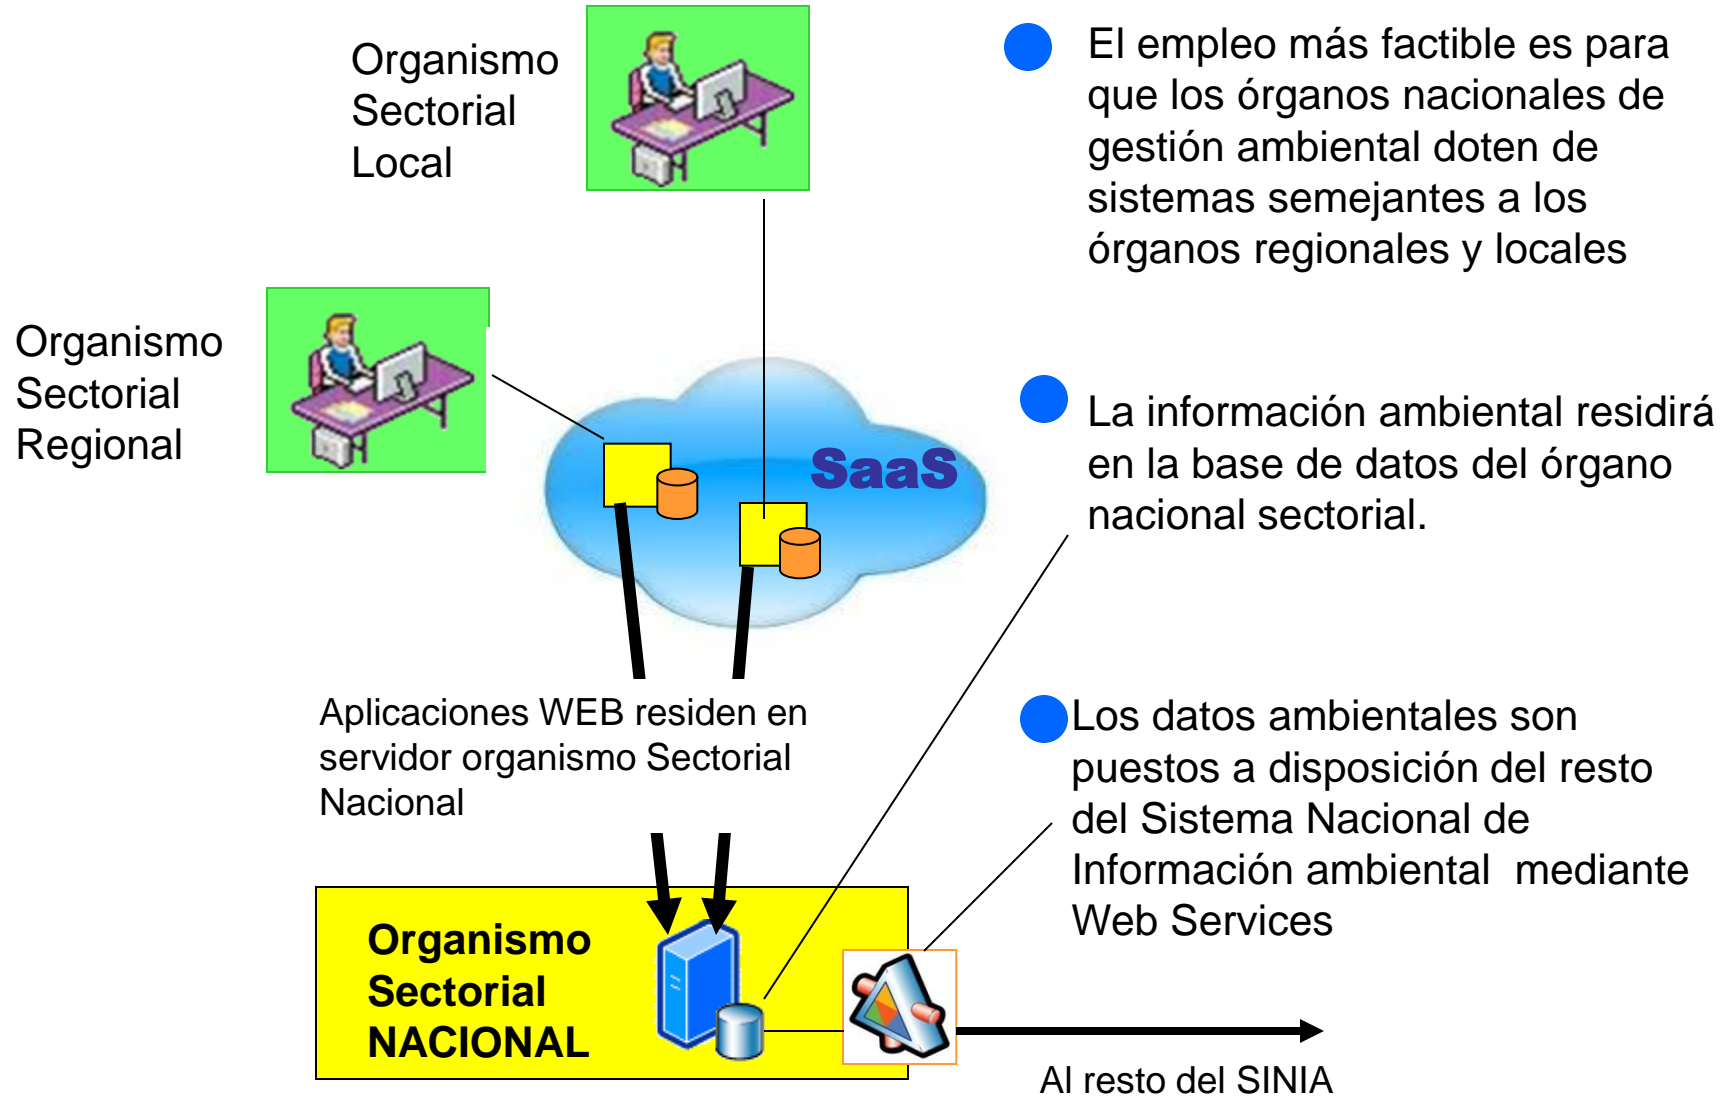 Organismo
Sectorial
Local
El empleo más factible es para
que los órganos nacionales de
gestión ambiental doten de
sistemas semejantes a los
órganos regionales y locales
Organismo
Sectorial
Regional
SaaS
La información ambiental residirá
en la base de datos del órgano
nacional sectorial.
Aplicaciones WEB residen en
servidor organismo Sectorial
Nacional
Los datos ambientales son
puestos a disposición del resto
del Sistema Nacional de
Información ambiental  mediante
Web Services
Organismo
Sectorial
NACIONAL
Al resto del SINIA